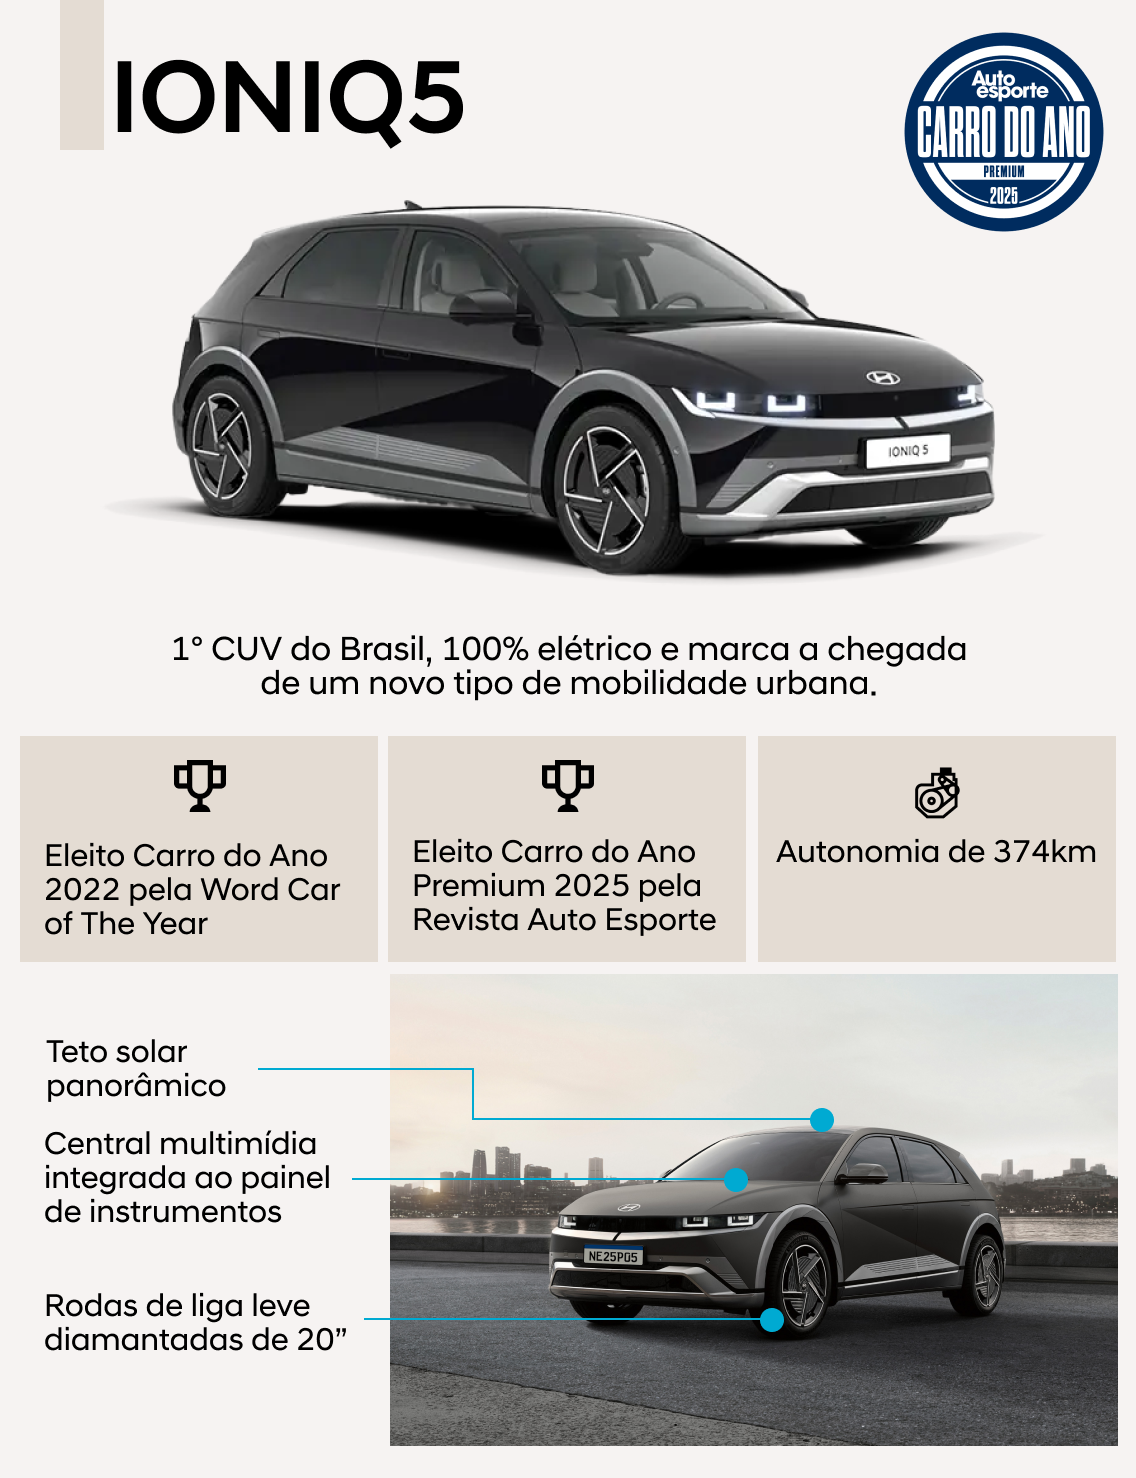 IONIQ5
Auto
esporte
CARRO DO ANO
PREMIUM
2025
IONIQ 5
1º CUV do Brasil, 100% elétrico e marca a chegada
de um novo tipo de mobilidade urbana.
Eleito Carro do Ano
2022 pela Word Car
of The Year
Eleito Carro do Ano
Premium 2025 pela
Revista Auto Esporte
Autonomia de 374km
Teto solar
panorâmico
Central multimídia
integrada ao painel
de instrumentos
NE25P05
Rodas de liga leve
diamantadas de 20”